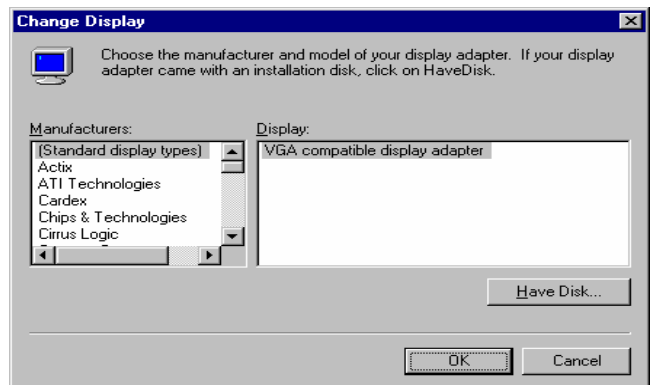 Change Display
Choose the manufacturer and model of your display adapter. If your display
adapter came with an installation disk, click on HaveDisk.
Manufacturers:
(Standard display types)
Actix
ATI Technologies
Cardex
Chips & Technologies
Cirrus Logic
Display:
VGA compatible display adapter
Have Disk...
OK
Cancel